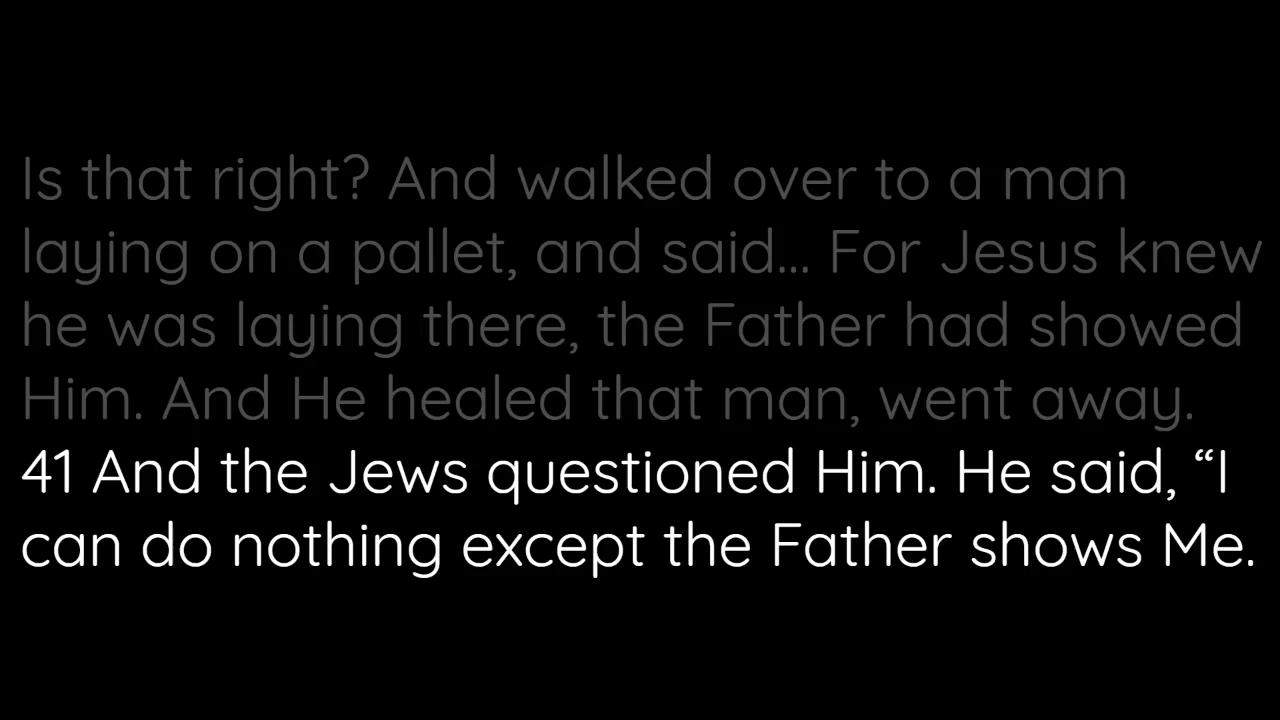 Is that right? And walked over to a man
laying on a pallet, and said... For Jesus knew
he was laying there, the Father had showed
Him. And He healed that man, went away.
41 And the Jews questioned Him. He said, “I
can do nothing except the Father shows Me.